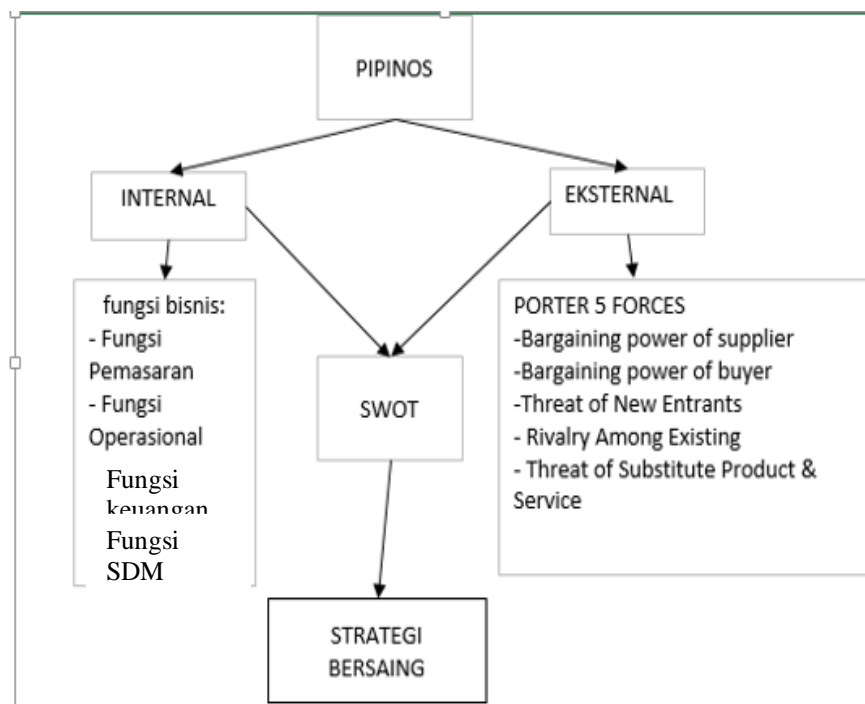 PIPINOS
INTERNAL
EKSTERNAL
fungsi bisnis:
- Fungsi
Pemasaran
- Fungsi
Operasional
Fungsi
keuangan
Fungsi
SDM
SWOT
PORTER 5 FORCES
-Bargaining power of supplier
-Bargaining power of buyer
-Threat of New Entrants
- Rivalry Among Existing
- Threat of Substitute Product &
Service
STRATEGI
BERSAING